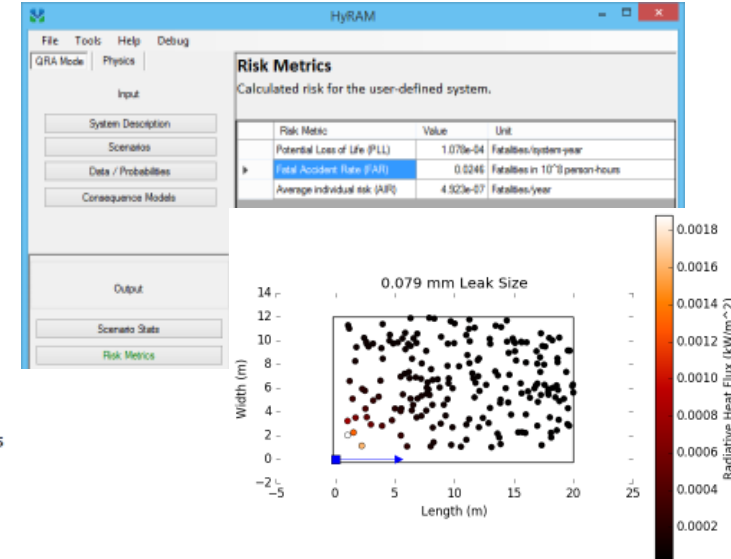 HyRAM
File Tools Help Debug
QRA Mode Physics
Input
System Description
Scenarios
Data / Probabilities
Consequence Models
Output
Scenario Stats
Risk Metrics
Risk Metrics
Calculated risk for the user-defined system.
Risk Metric Value Unit
Potential Loss of Life (PLL) 1.078e-04 Fatalities/system-year
Fatal Accident Rate (FAR) 0.0246 Fatalities in 10^8 person-hours
Average individual risk (AIR) 4.923e-07 Fatalities/year
s
0.079 mm Leak Size
14
12
10
8
6
4
2
0
−2
Width (m)
−5 0 5 10 15 20 25
Length (m)
0.0018
0.0016
0.0014
0.0012
0.0010
0.0008
0.0006
0.0004
0.0002
Radiative Heat Flux (kW/m^2)